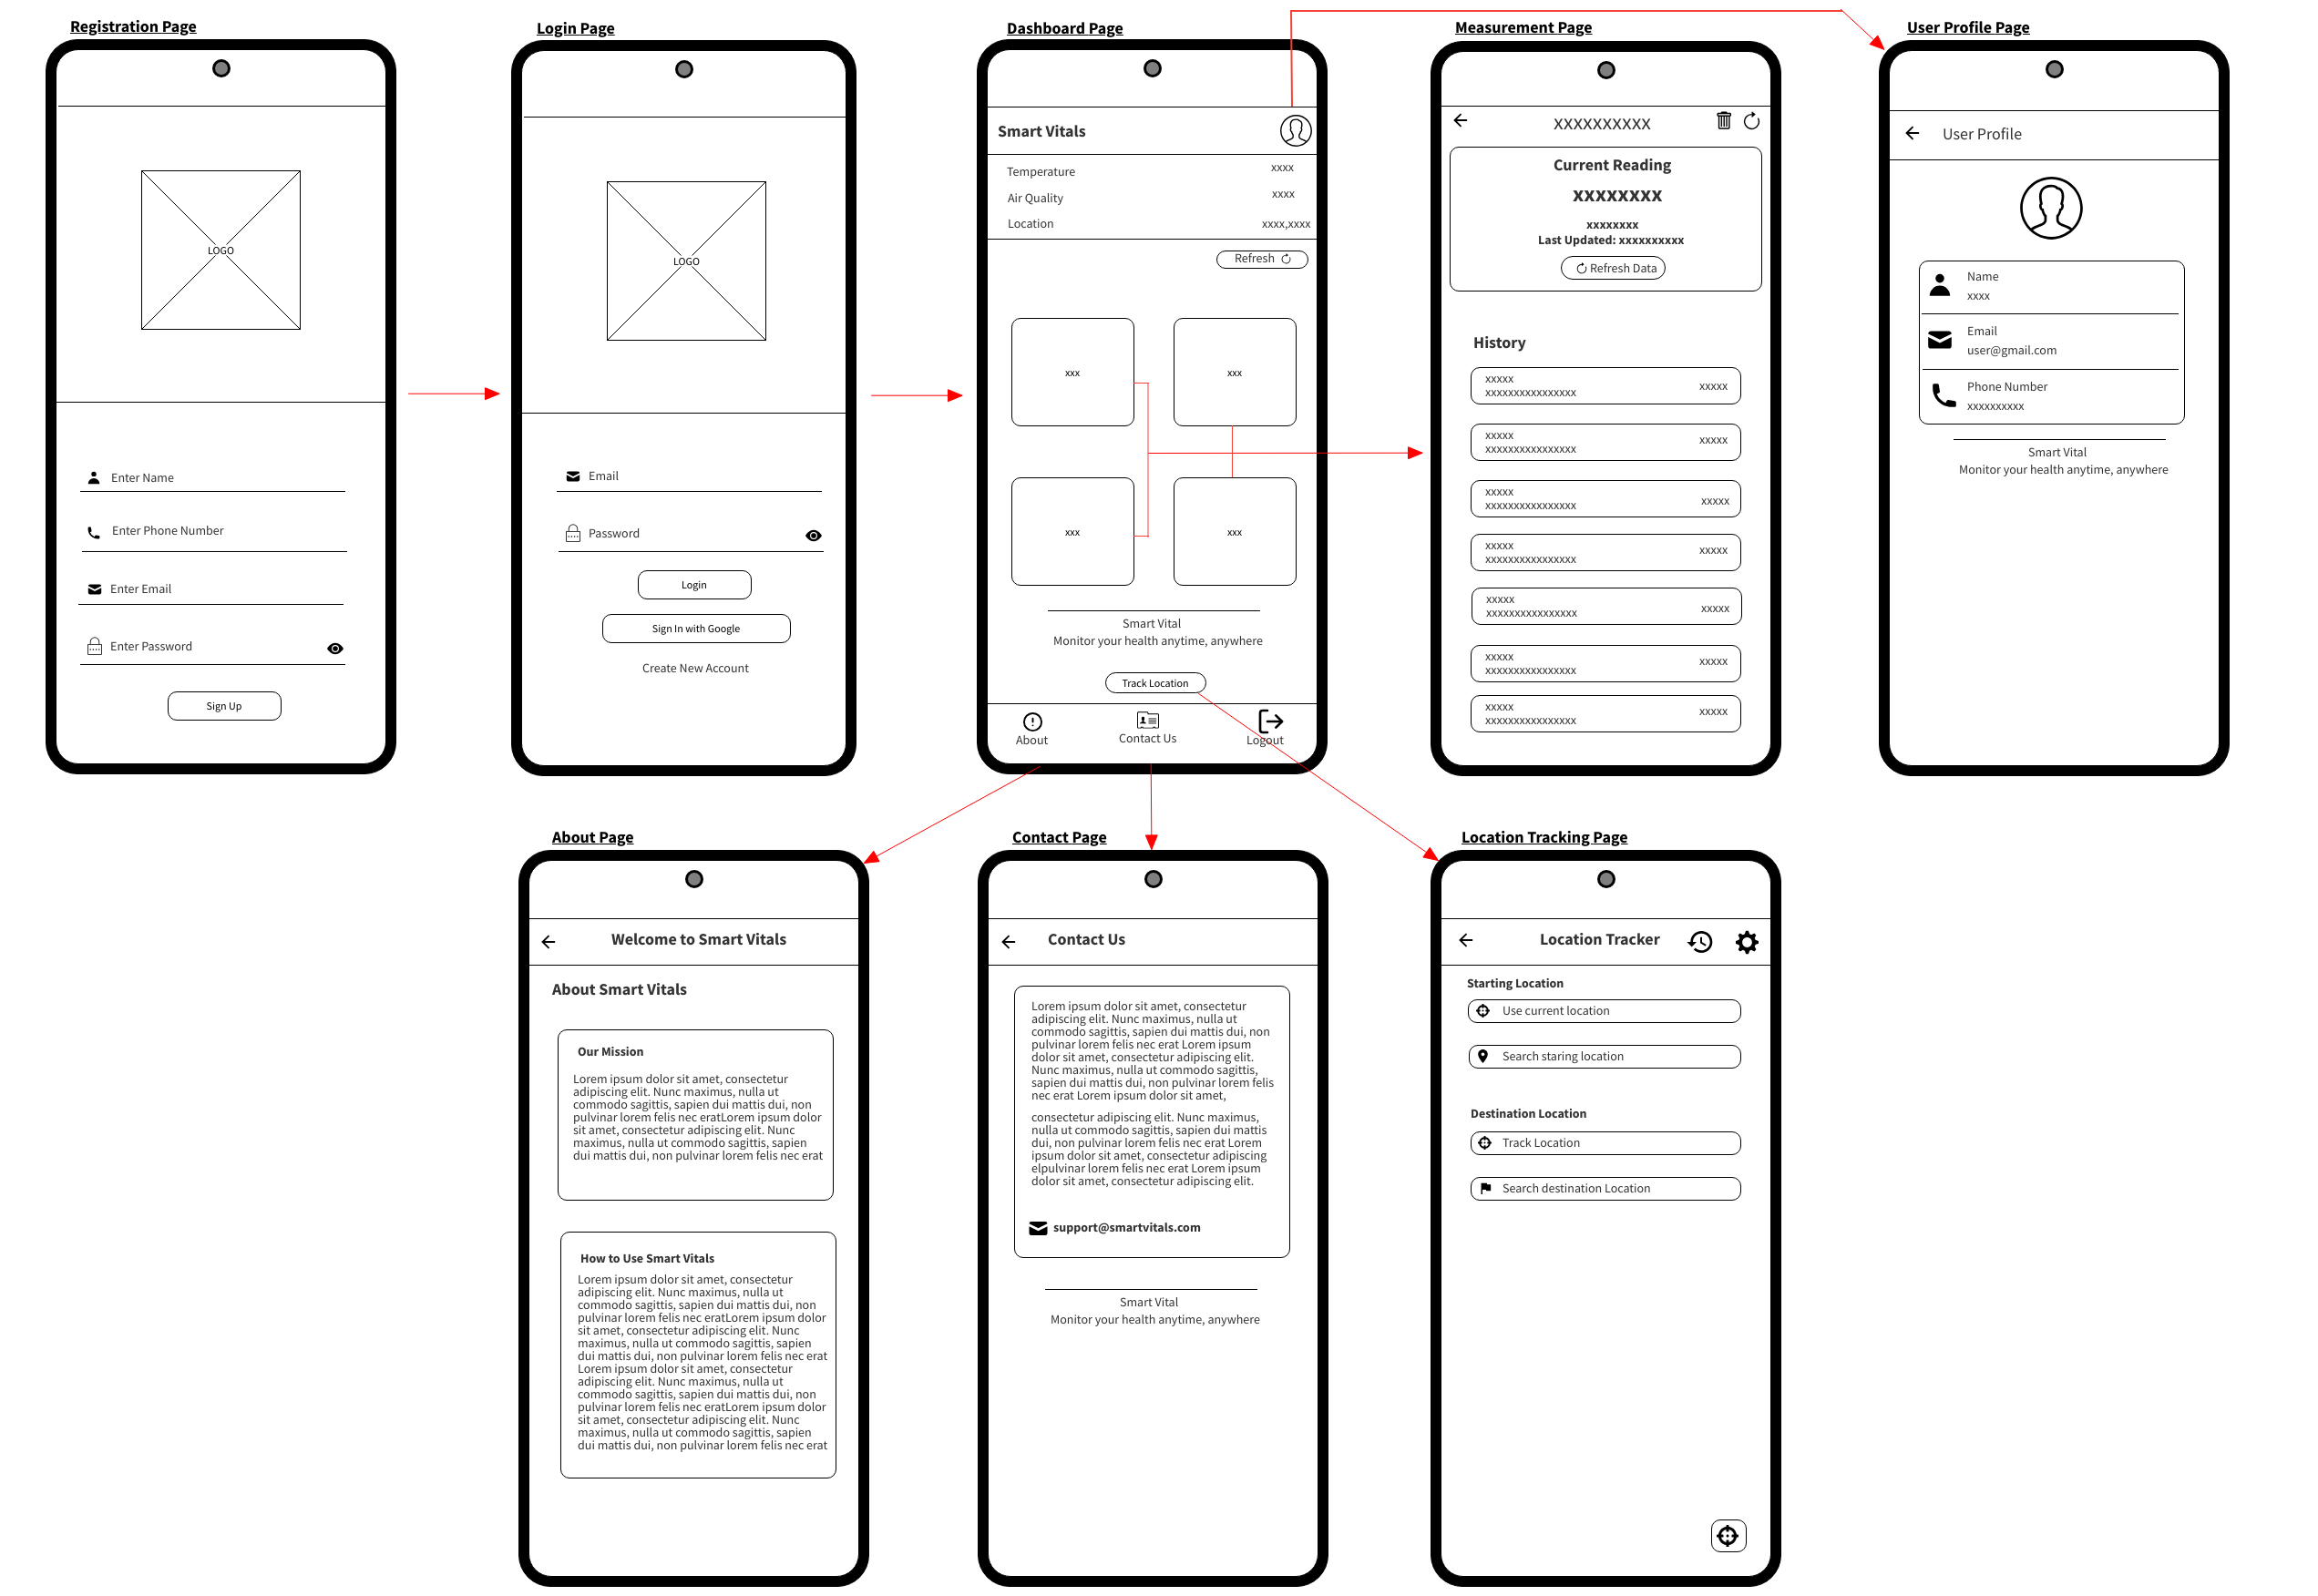 Registration Page
LOGO
Enter Name
Enter Phone Number
Enter Email
Enter Password
Sign Up
Login Page
LOGO
Email
Password
Login
Sign In with Google
Create New Account
Dashboard Page
Smart Vitals
Temperature xxxx
Air Quality xxxx
Location xxxx,xxxx
Refresh
xxx xxx
xxx xxx
Smart Vital
Monitor your health anytime, anywhere
Track Location
About Contact Us Logout
Measurement Page
XXXXXXXXXX
Current Reading
xxxxxxxx
xxxxxxxx
Last Updated: xxxxxxxxxx
Refresh Data
History
xxxxx
xxxxxxxxxxxxxxxx xxxxx
xxxxx
xxxxxxxxxxxxxxxx xxxxx
xxxxx
xxxxxxxxxxxxxxxx xxxxx
xxxxx
xxxxxxxxxxxxxxxx xxxxx
xxxxx
xxxxxxxxxxxxxxxx xxxxx
xxxxx
xxxxxxxxxxxxxxxx xxxxx
xxxxx
xxxxxxxxxxxxxxxx xxxxx
User Profile Page
User Profile
Name
xxxx
Email
user@gmail.com
Phone Number
xxxxxxxxxx
Smart Vital
Monitor your health anytime, anywhere
About Page
Welcome to Smart Vitals
About Smart Vitals
Our Mission
Lorem ipsum dolor sit amet, consectetur
adipiscing elit. Nunc maximus, nulla ut
commodo sagittis, sapien dui mattis dui, non
pulvinar lorem felis nec eratLorem ipsum dolor
sit amet, consectetur adipiscing elit. Nunc
maximus, nulla ut commodo sagittis, sapien
dui mattis dui, non pulvinar lorem felis nec erat
How to Use Smart Vitals
Lorem ipsum dolor sit amet, consectetur
adipiscing elit. Nunc maximus, nulla ut
commodo sagittis, sapien dui mattis dui, non
pulvinar lorem felis nec eratLorem ipsum dolor
sit amet, consectetur adipiscing elit. Nunc
maximus, nulla ut commodo sagittis, sapien
dui mattis dui, non pulvinar lorem felis nec erat
Lorem ipsum dolor sit amet, consectetur
adipiscing elit. Nunc maximus, nulla ut
commodo sagittis, sapien dui mattis dui, non
pulvinar lorem felis nec eratLorem ipsum dolor
sit amet, consectetur adipiscing elit. Nunc
maximus, nulla ut commodo sagittis, sapien
dui mattis dui, non pulvinar lorem felis nec erat
Contact Page
Contact Us
Lorem ipsum dolor sit amet, consectetur
adipiscing elit. Nunc maximus, nulla ut
commodo sagittis, sapien dui mattis dui, non
pulvinar lorem felis nec erat Lorem ipsum
dolor sit amet, consectetur adipiscing elit.
Nunc maximus, nulla ut commodo sagittis,
sapien dui mattis dui, non pulvinar lorem felis
nec erat Lorem ipsum dolor sit amet,
consectetur adipiscing elit. Nunc maximus,
nulla ut commodo sagittis, sapien dui mattis
dui, non pulvinar lorem felis nec erat Lorem
ipsum dolor sit amet, consectetur adipiscing
elpulvinar lorem felis nec erat Lorem ipsum
dolor sit amet, consectetur adipiscing elit.
support@smartvitals.com
Smart Vital
Monitor your health anytime, anywhere
Location Tracking Page
Location Tracker
Starting Location
Use current location
Search staring location
Destination Location
Track Location
Search destination Location